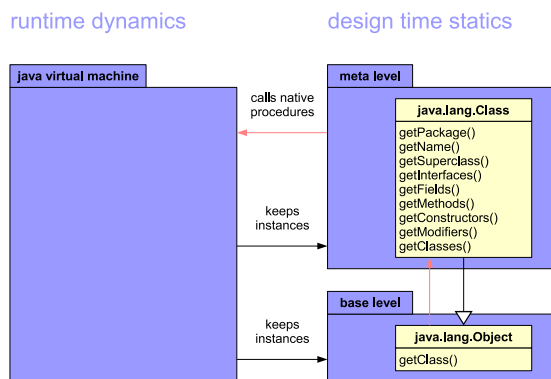 runtime dynamics
design time statics
java virtual machine
meta level
calls native
procedures
java.lang.Class
getPackage()
getName()
getSuperclass()
getInterfaces()
getFields()
getMethods()
getConstructors()
getModifiers()
getClasses()
keeps
instances
base level
keeps
instances
java.lang.Object
getClass()